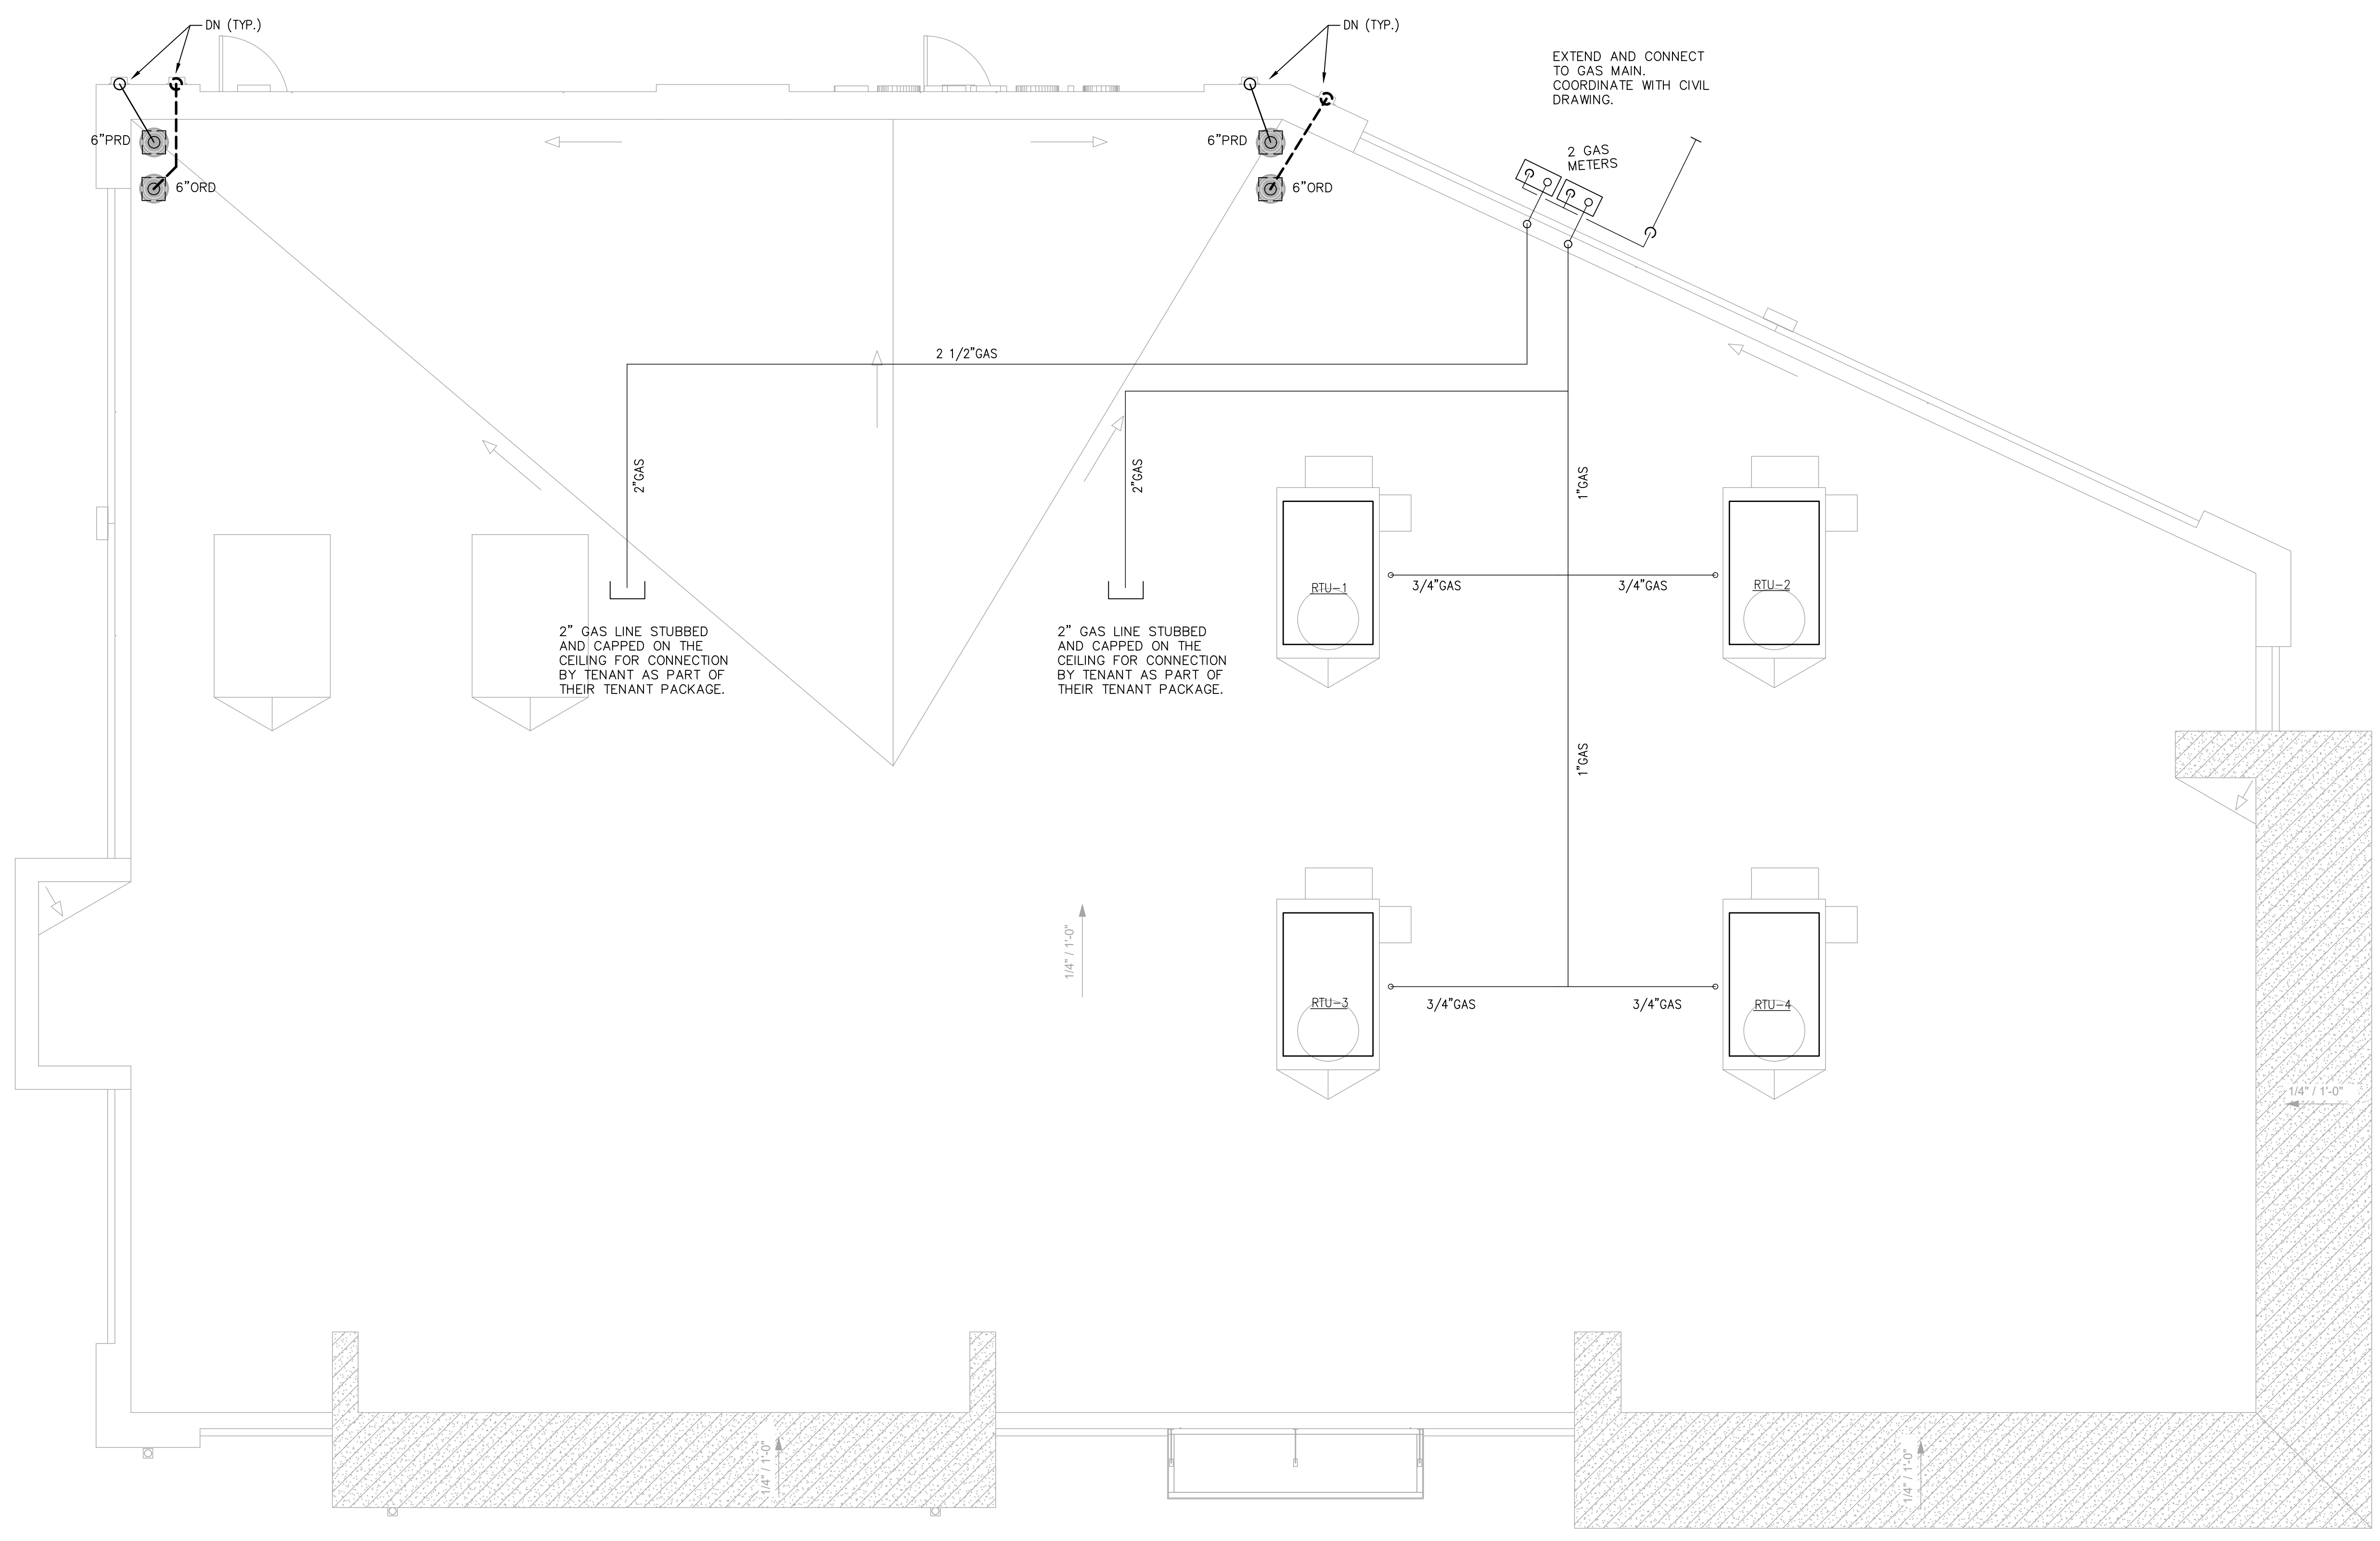 DN (TYP.)
DN (TYP.)
EXTEND AND CONNECT
TO GAS MAIN.
COORDINATE WITH CIVIL
DRAWING.
6"PRD
6"ORD
6"PRD
6"ORD
2 GAS
METERS
2 1/2"GAS
2"GAS
2"GAS
1"GAS
RTU-1
3/4"GAS
3/4"GAS
RTU-2
2" GAS LINE STUBBED
AND CAPPED ON THE
CEILING FOR CONNECTION
BY TENANT AS PART OF
THEIR TENANT PACKAGE.
2" GAS LINE STUBBED
AND CAPPED ON THE
CEILING FOR CONNECTION
BY TENANT AS PART OF
THEIR TENANT PACKAGE.
1"GAS
1/4" / 1'-0"
RTU-3
3/4"GAS
3/4"GAS
RTU-4
1/4" / 1'-0"
1/4" / 1'-0"
1/4" / 1'-0"